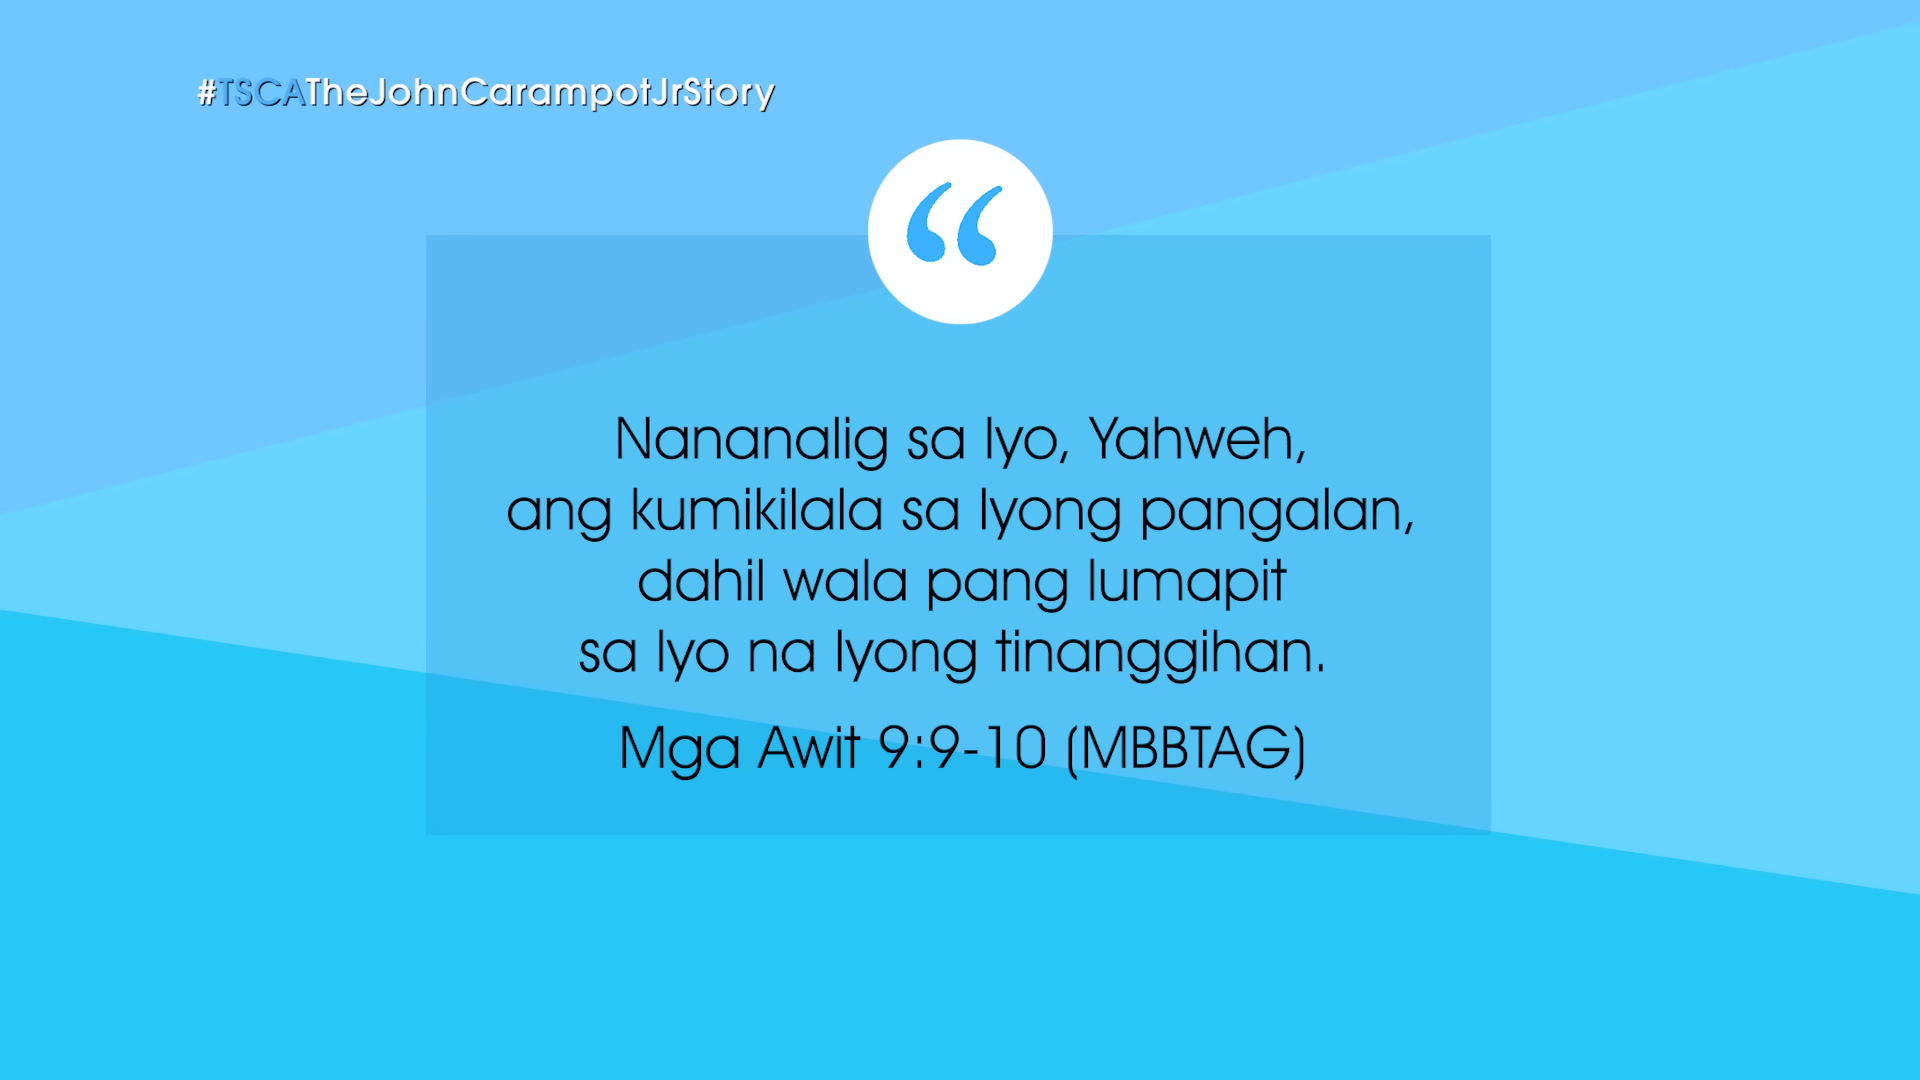 #TSCATheJohnCarampotJrStory
“
Nananalig sa Iyo, Yahweh,
ang kumikilala sa Iyong pangalan,
dahil wala pang lumapit
sa Iyo na Iyong tinanggihan.
Mga Awit 9:9-10 (MBBTAG)